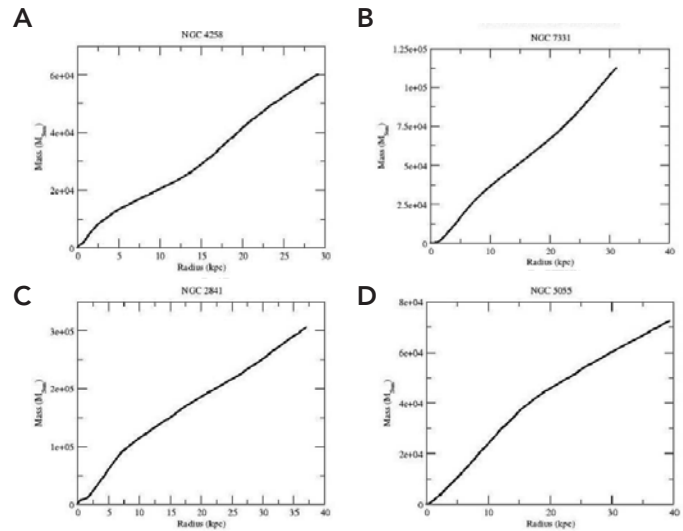 A
NGC 4258
6e+04
4e+04
2e+04
0
Mass (M_Sun)
0 5 10 15 20 25 30
Radius (kpc)
B
NGC 7331
1.25e+05
1e+05
7.5e+04
5e+04
2.5e+04
0
Mass (M_Sun)
0 10 20 30 40
Radius (kpc)
C
NGC 2841
3e+05
2e+05
1e+05
0
Mass (M_Sun)
0 5 10 15 20 25 30 35 40
Radius (kpc)
D
NGC 5055
8e+04
6e+04
4e+04
2e+04
0
Mass (M_Sun)
0 10 20 30 40
Radius (kpc)